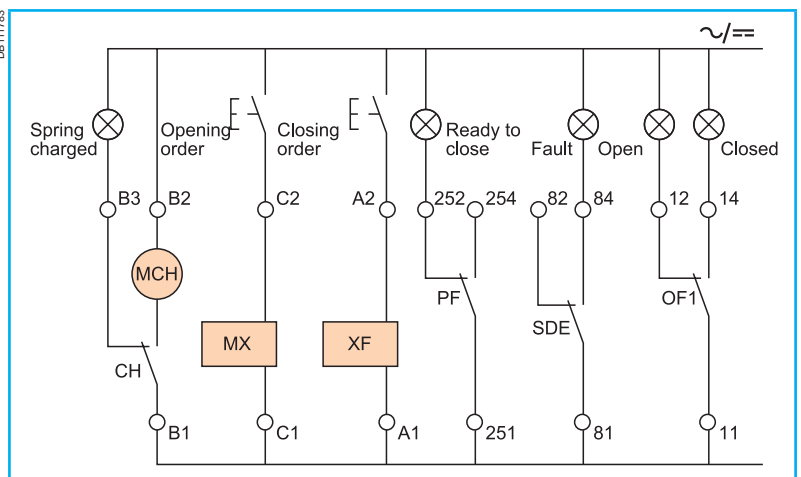 DB111783
~/==
Spring charged
Opening order
Closing order
Ready to close
Fault
Open
Closed
B3
B2
C2
A2
252
254
82
84
12
14
MCH
PF
OF1
SDE
MX
XF
CH
B1
C1
A1
251
81
11